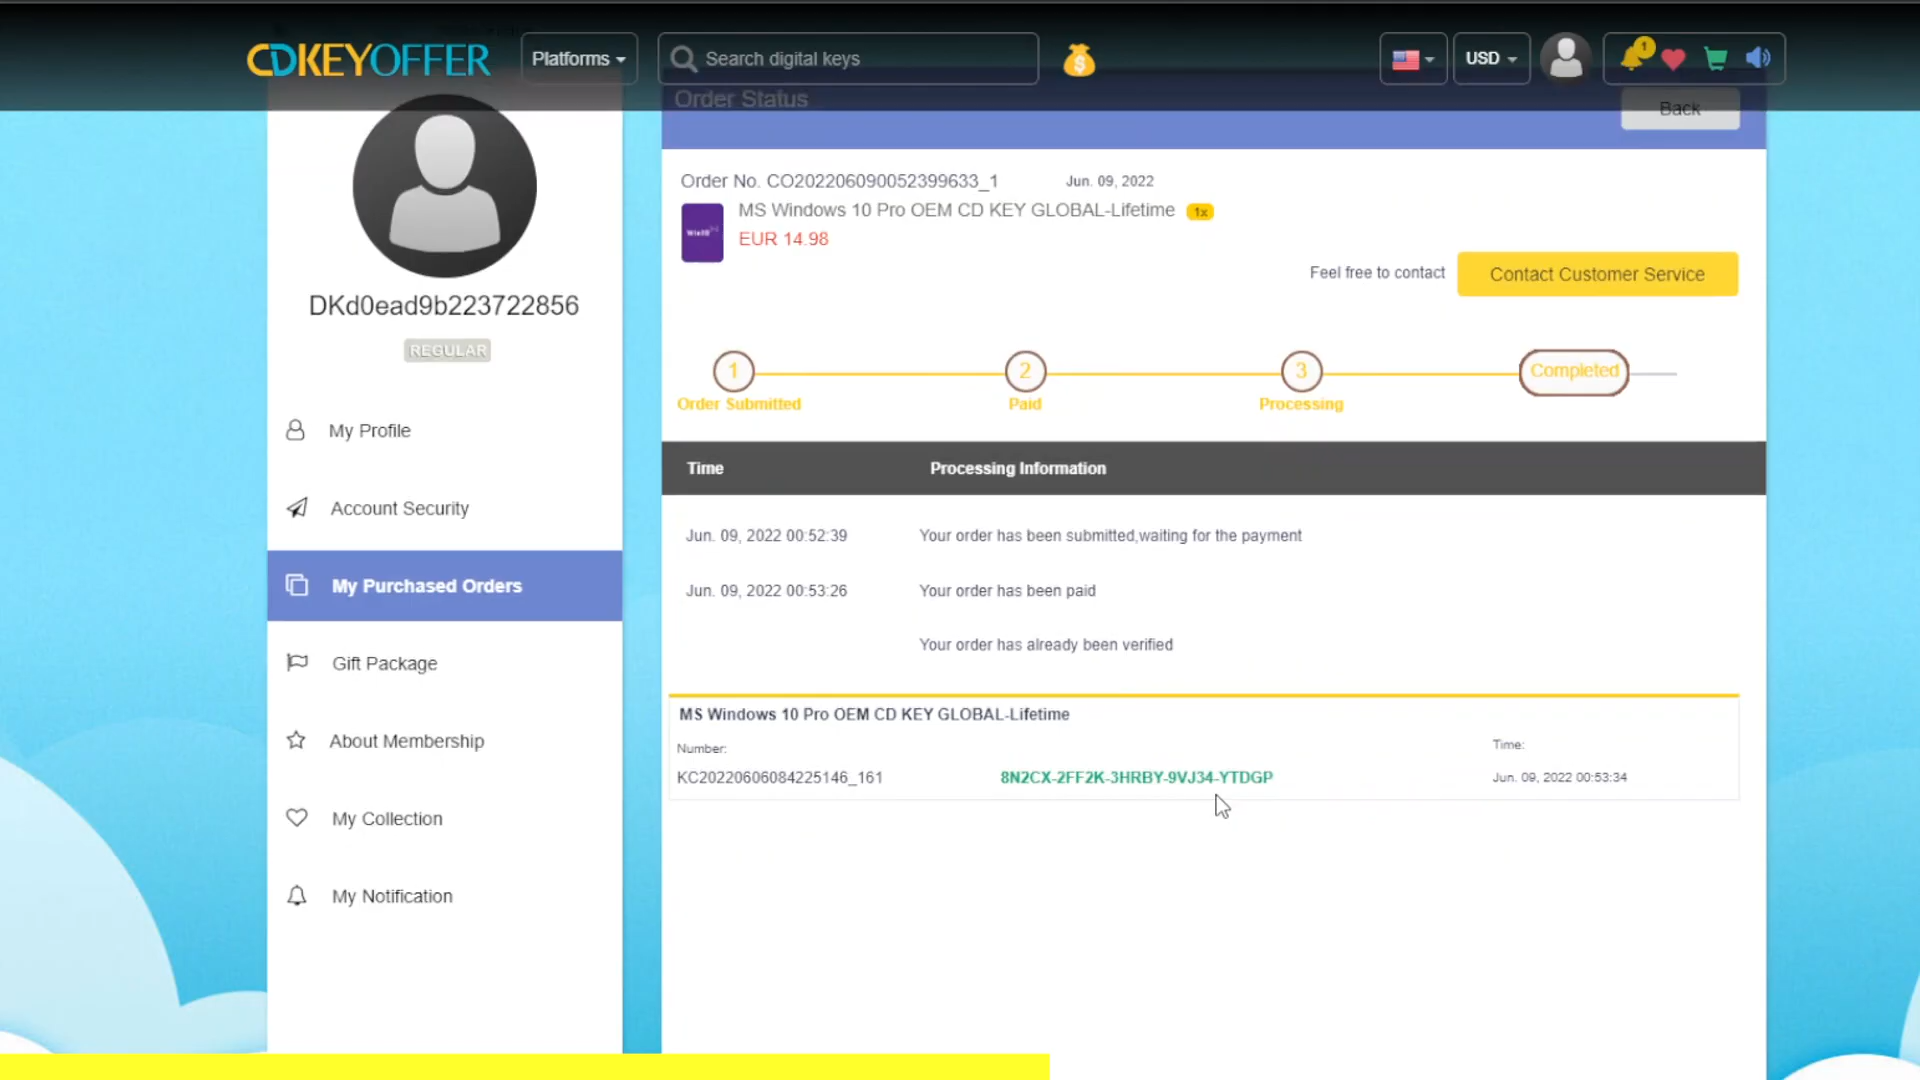 CDKEYOFFER
Platforms
Search digital keys
USD
1
Order Status
Back
DKd0ead9b223722856
REGULAR
My Profile
Account Security
My Purchased Orders
Gift Package
About Membership
My Collection
My Notification
Order No. CO202206090052399633_1 Jun. 09, 2022
MS Windows 10 Pro OEM CD KEY GLOBAL-Lifetime 1x
EUR 14.98
Feel free to contact Contact Customer Service
1 2 3 Completed
Order Submitted Paid Processing
Time Processing Information
Jun. 09, 2022 00:52:39 Your order has been submitted,waiting for the payment
Jun. 09, 2022 00:53:26 Your order has been paid
Your order has already been verified
MS Windows 10 Pro OEM CD KEY GLOBAL-Lifetime
Number: Time:
KC20220606084225146_161 8N2CX-2FF2K-3HRBY-9VJ34-YTDGP Jun. 09, 2022 00:53:34